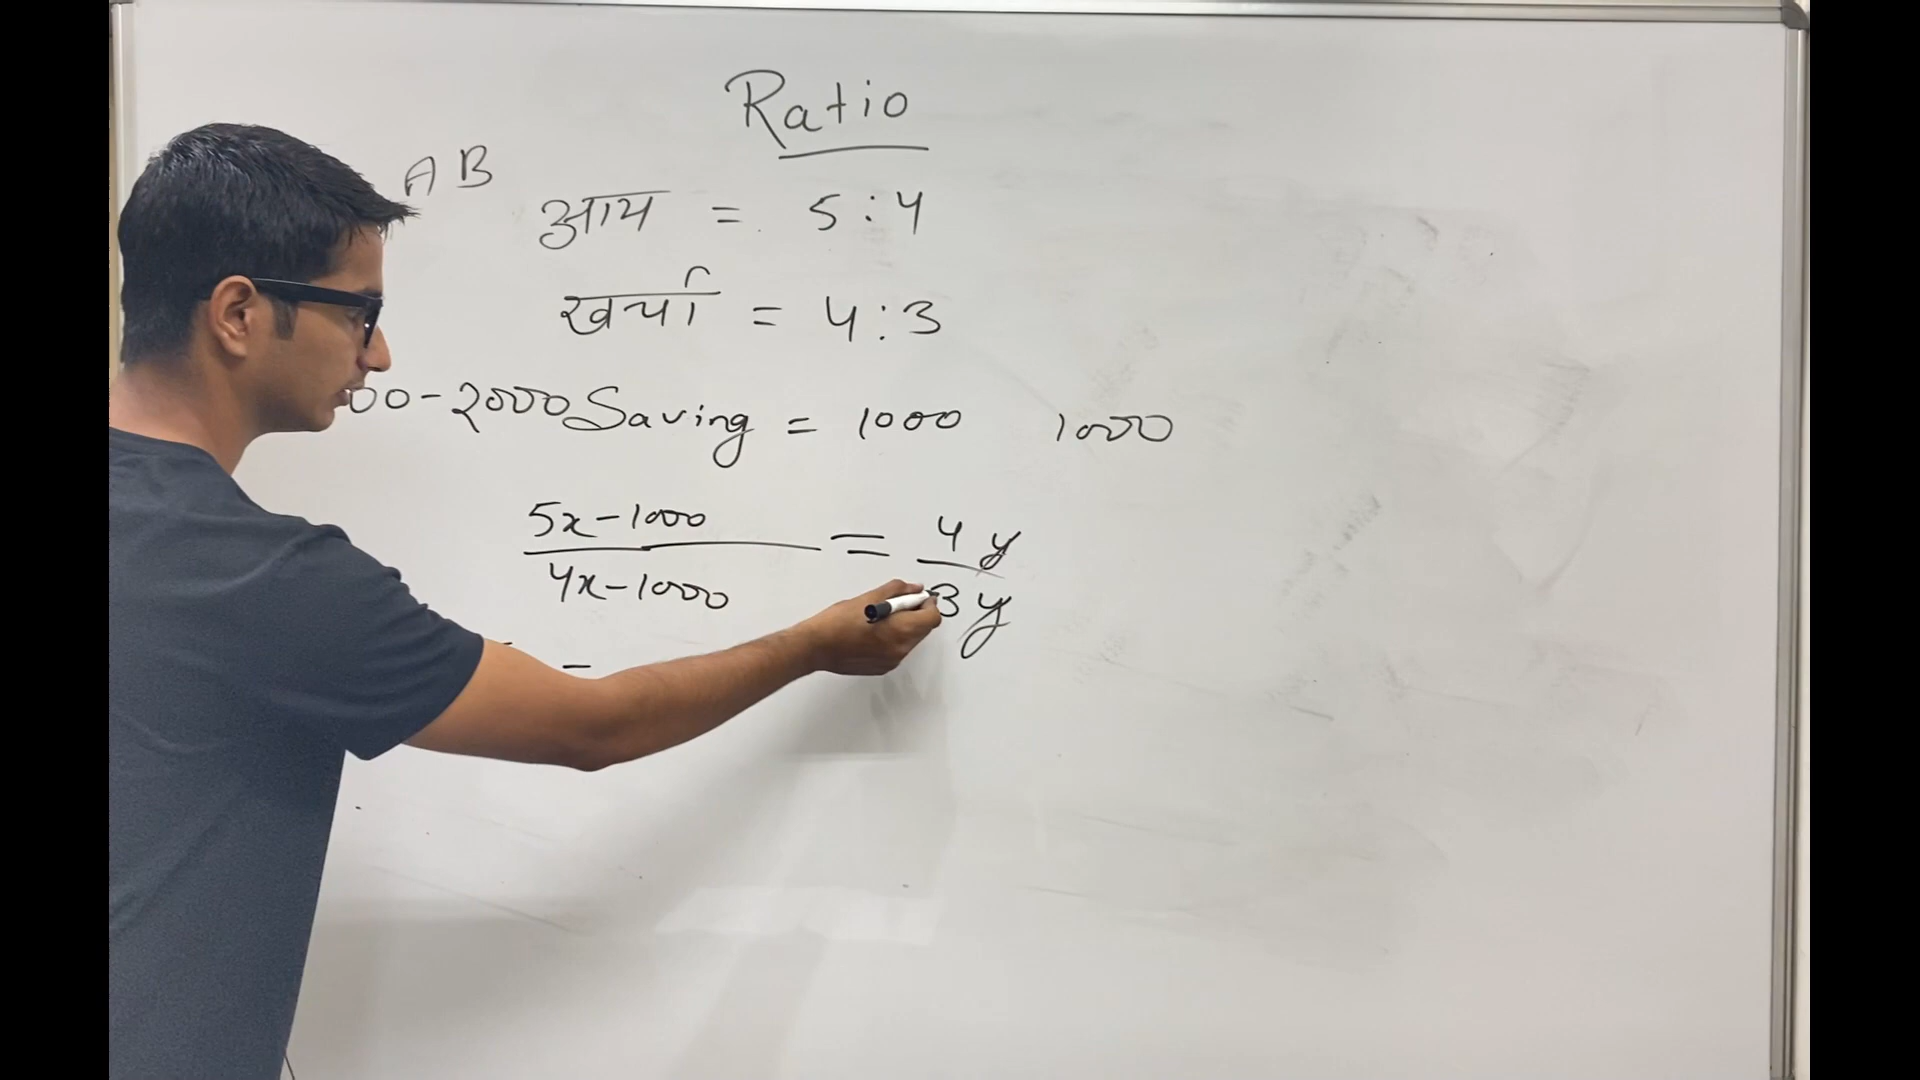 Ratio
A B
आय = 5:4
खर्चा = 4:3
00-2000 Saving = 1000 1000
5x-1000 = 4y
4x-1000 3y